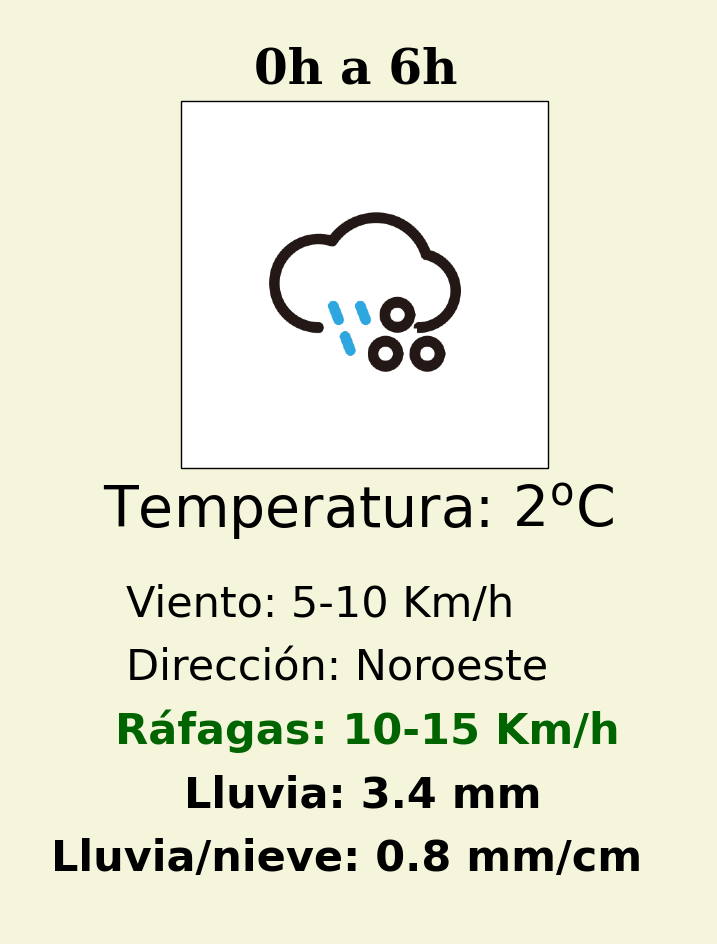 0h a 6h
Temperatura: 2ºC
Viento: 5-10 Km/h
Dirección: Noroeste
Ráfagas: 10-15 Km/h
Lluvia: 3.4 mm
Lluvia/nieve: 0.8 mm/cm